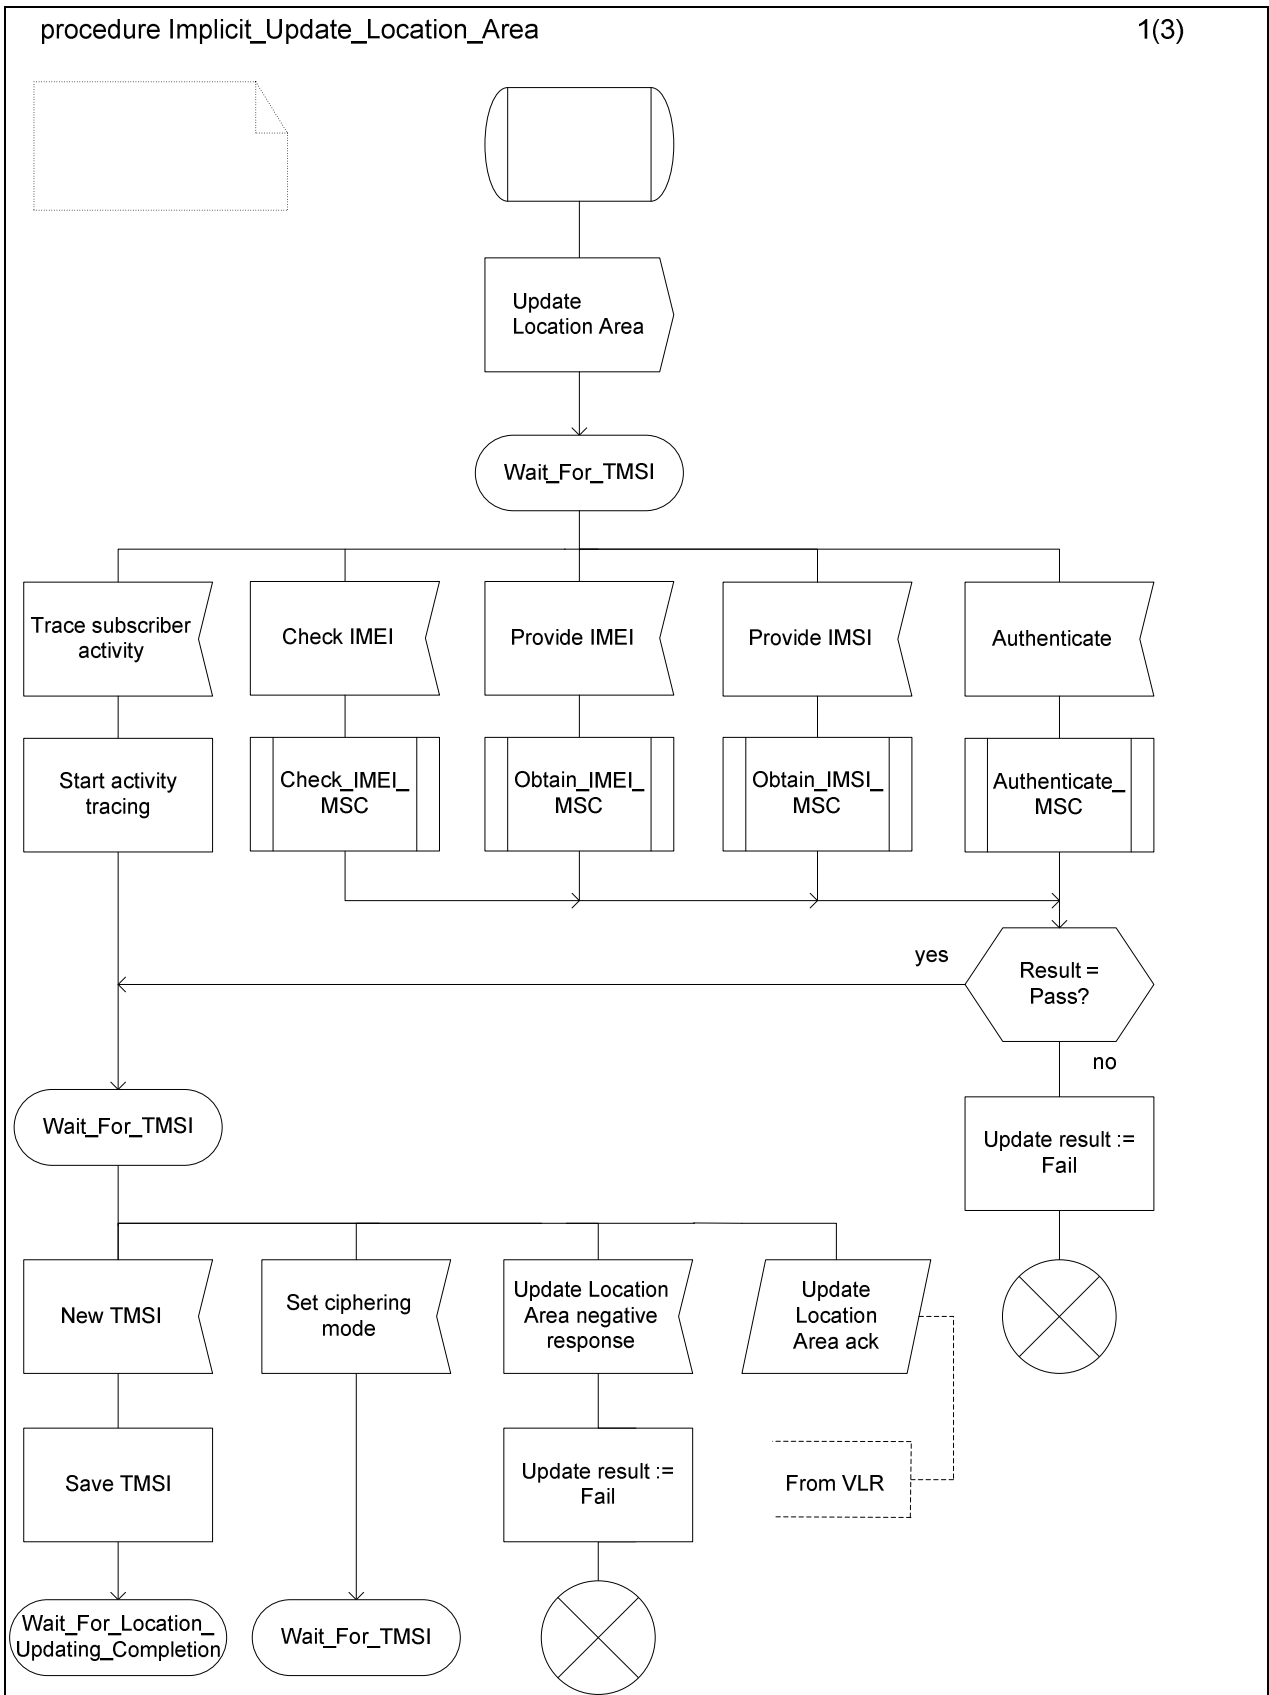 procedure Implicit_Update_Location_Area
1(3)
Update
Location Area
Wait_For_TMSI
Trace subscriber
activity
Check IMEI
Provide IMEI
Provide IMSI
Authenticate
Start activity
tracing
Check_IMEI_
MSC
Obtain_IMEI_
MSC
Obtain_IMSI_
MSC
Authenticate_
MSC
yes
Result =
Pass?
no
Wait_For_TMSI
Update result :=
Fail
New TMSI
Set ciphering
mode
Update Location
Area negative
response
Update
Location
Area ack
Save TMSI
Update result :=
Fail
From VLR
Wait_For_Location_
Updating_Completion
Wait_For_TMSI